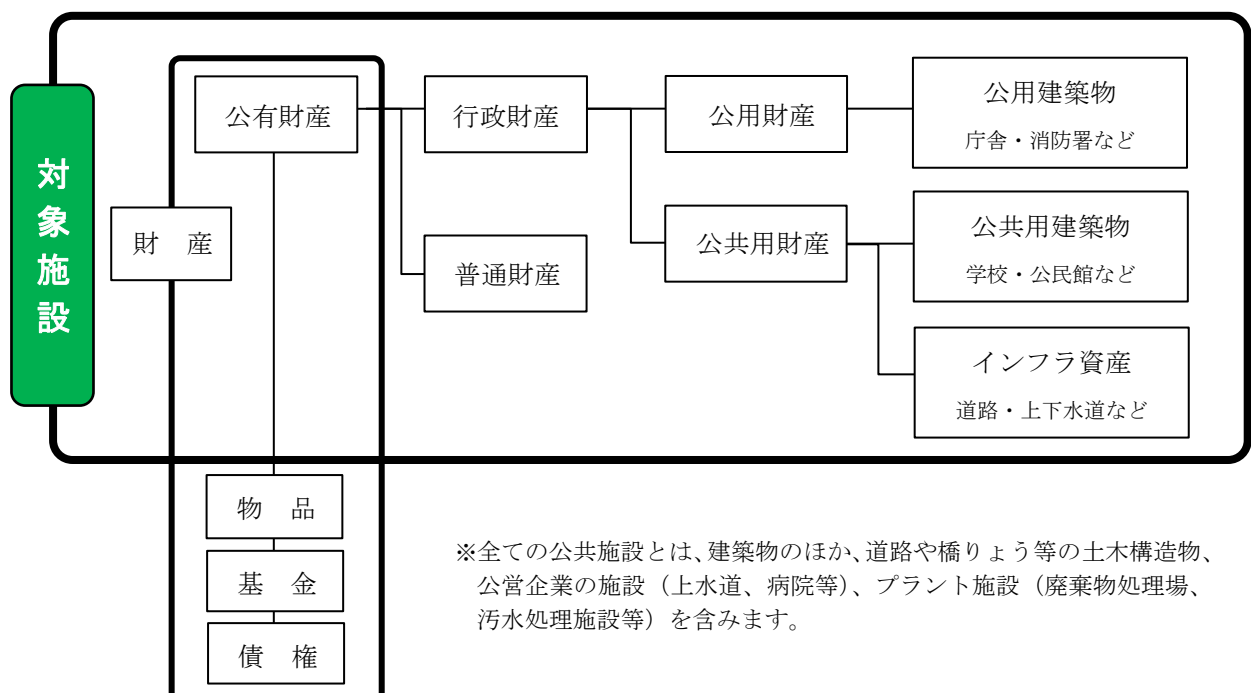 対象施設
財　産
公有財産
行政財産
公用財産
公用建築物
庁舎・消防署など
普通財産
公共用財産
公共用建築物
学校・公民館など
インフラ資産
道路・上下水道など
物　品
基　金
債　権
※全ての公共施設とは、建築物のほか、道路や橋りょう等の土木構造物、
公営企業の施設（上水道、病院等）、プラント施設（廃棄物処理場、
汚水処理施設等）を含みます。